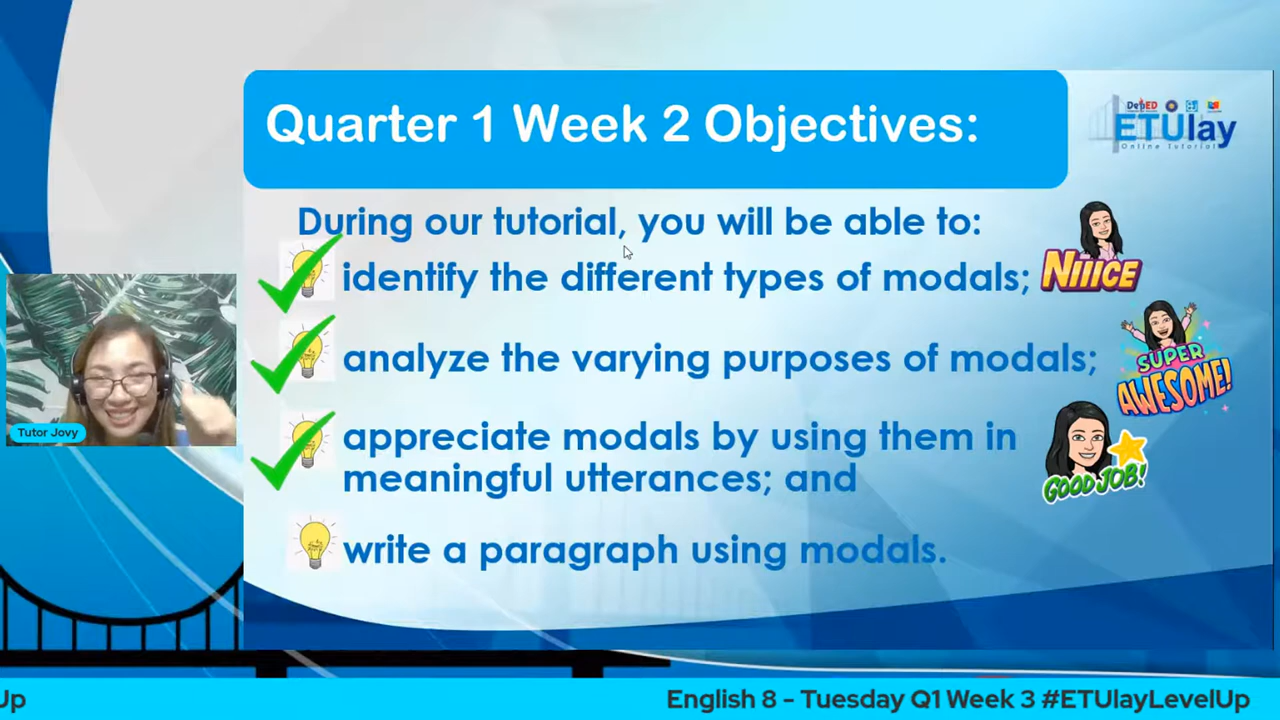 Quarter 1 Week 2 Objectives:
DepED
ETUlay
Online Tutorial
During our tutorial, you will be able to:
identify the different types of modals;
NIIICE
analyze the varying purposes of modals;
SUPER
AWESOME!
appreciate modals by using them in
meaningful utterances; and
GOOD JOB!
write a paragraph using modals.
Tutor Jovy
Up
English 8 - Tuesday Q1 Week 3 #ETUlayLevelUp